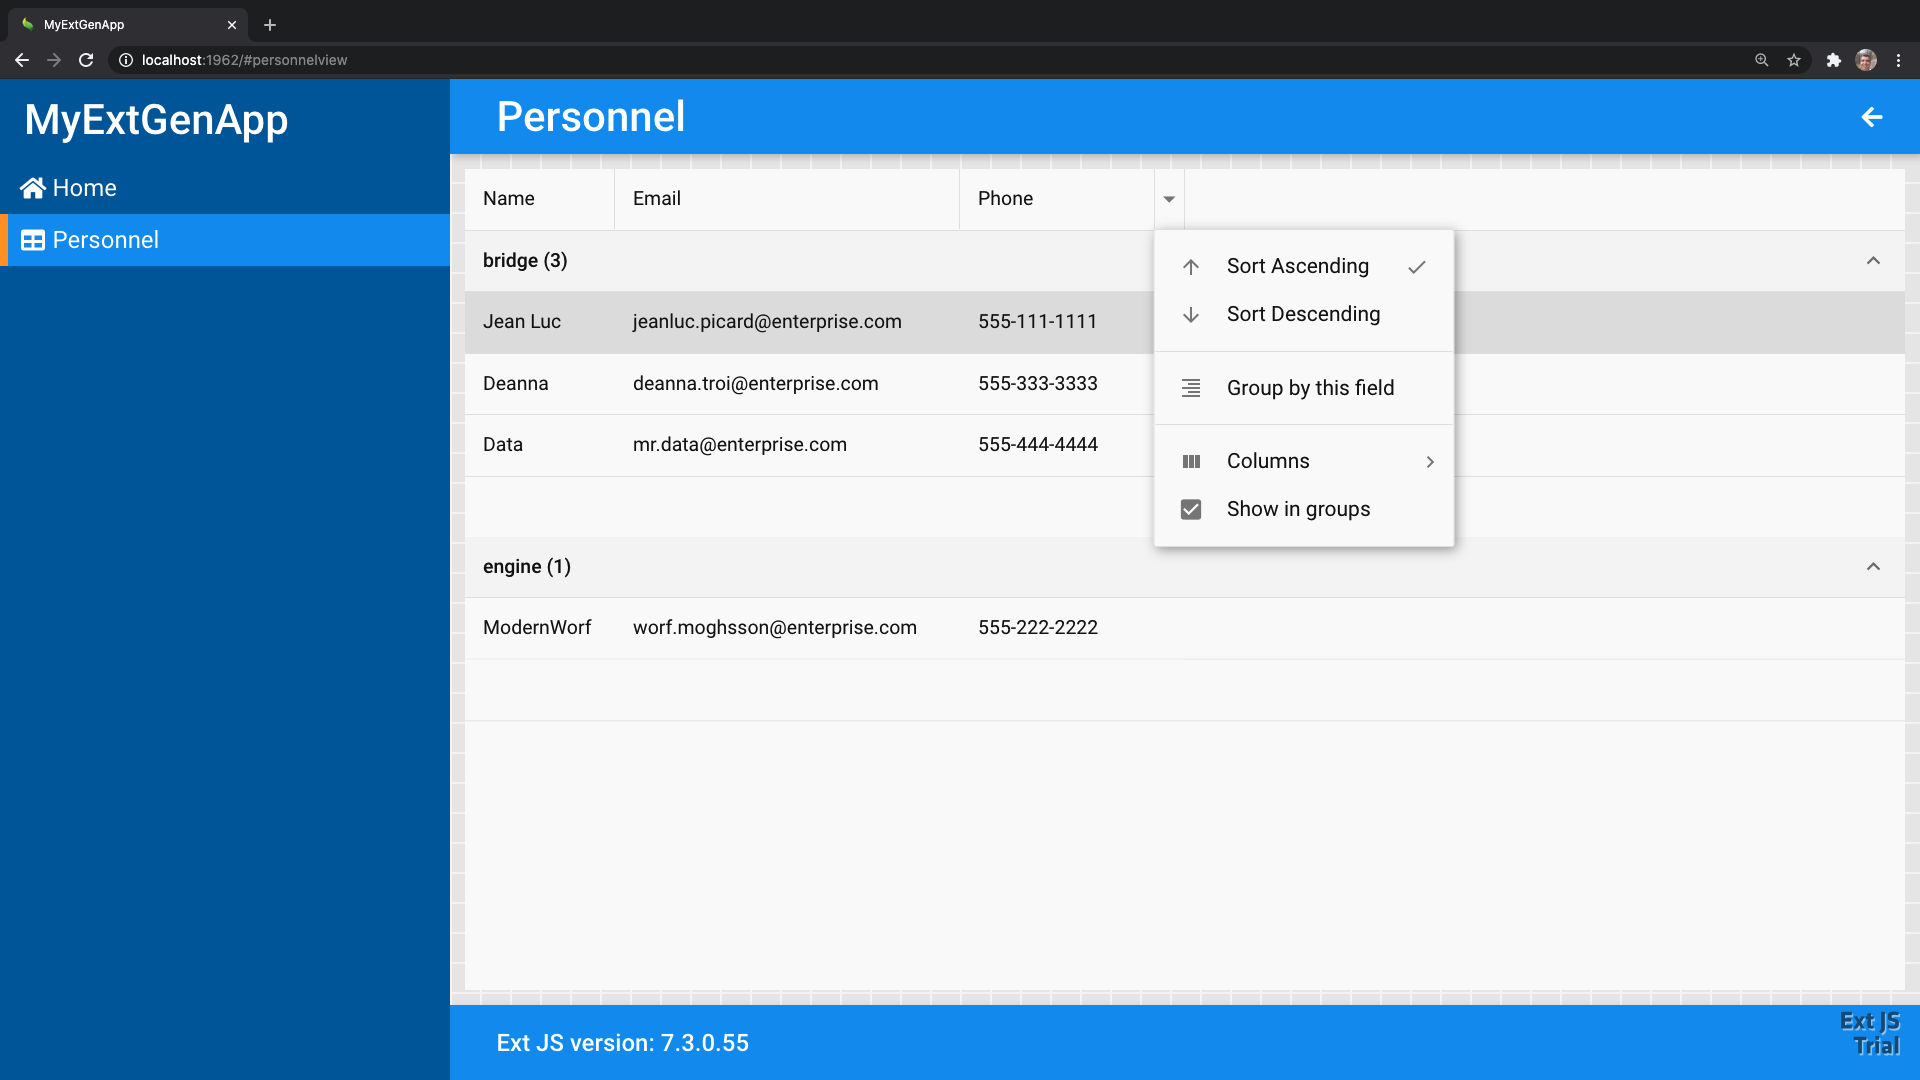 MyExtGenApp
localhost:1962/#personnelview
MyExtGenApp
Home
Personnel
Personnel
Name Email Phone
bridge (3)
Jean Luc jeanluc.picard@enterprise.com 555-111-1111
Deanna deanna.troi@enterprise.com 555-333-3333
Data mr.data@enterprise.com 555-444-4444
engine (1)
ModernWorf worf.moghsson@enterprise.com 555-222-2222
Sort Ascending
Sort Descending
Group by this field
Columns
Show in groups
Ext JS version: 7.3.0.55
Ext JS
Trial